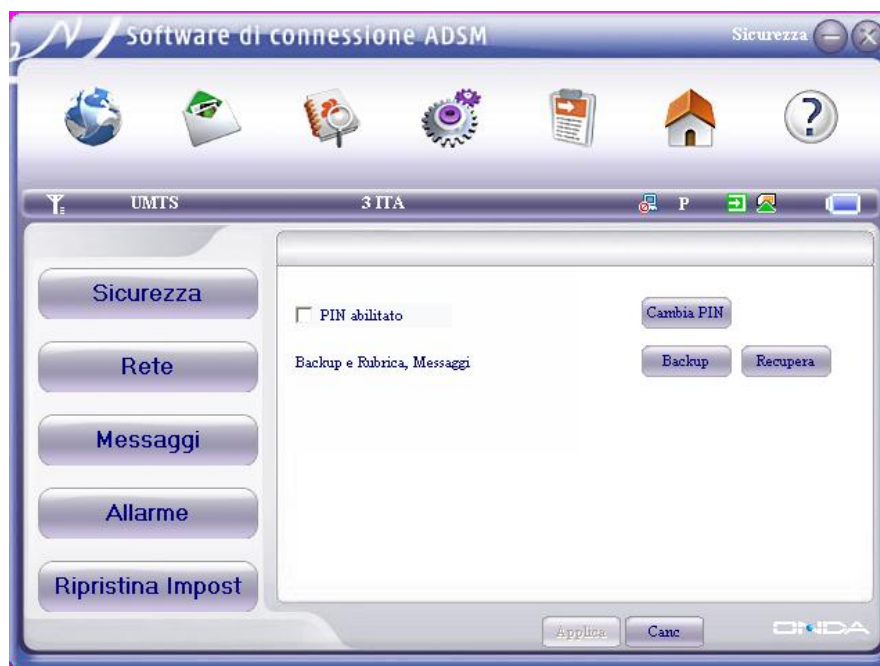 Software di connessione ADSM
Sicurezza
UMTS
3 ITA
P
Sicurezza
Rete
Messaggi
Allarme
Ripristina Impost
PIN abilitato
Cambia PIN
Backup e Rubrica, Messaggi
Backup
Recupera
Applica
Canc
ONDA